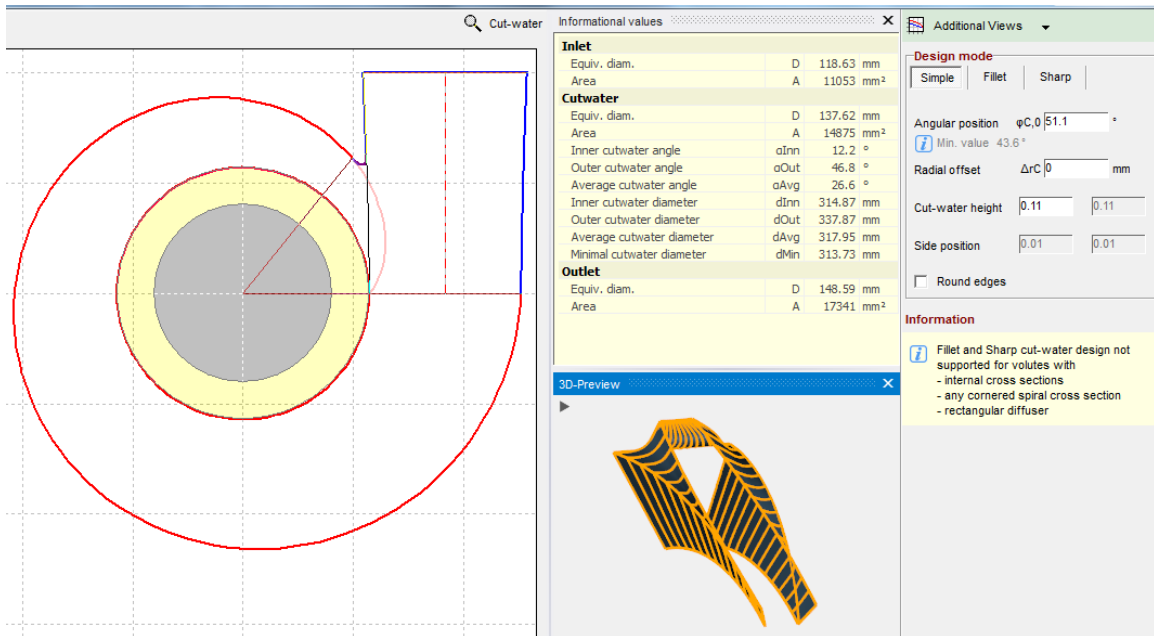 Cut-water
Informational values
Inlet
Equiv. diam. D 118.63 mm
Area A 11053 mm²
Cutwater
Equiv. diam. D 137.62 mm
Area A 14875 mm²
Inner cutwater angle αInn 12.2 °
Outer cutwater angle αOut 46.8 °
Average cutwater angle αAvg 26.6 °
Inner cutwater diameter dInn 314.87 mm
Outer cutwater diameter dOut 337.87 mm
Average cutwater diameter dAvg 317.95 mm
Minimal cutwater diameter dMin 313.73 mm
Outlet
Equiv. diam. D 148.59 mm
Area A 17341 mm²
3D-Preview
Additional Views
Design mode
Simple Fillet Sharp
Angular position φC,0 51.1 °
Min. value 43.6 °
Radial offset ΔrC 0 mm
Cut-water height 0.11 0.11
Side position 0.01 0.01
Round edges
Information
Fillet and Sharp cut-water design not
supported for volutes with
- internal cross sections
- any cornered spiral cross section
- rectangular diffuser